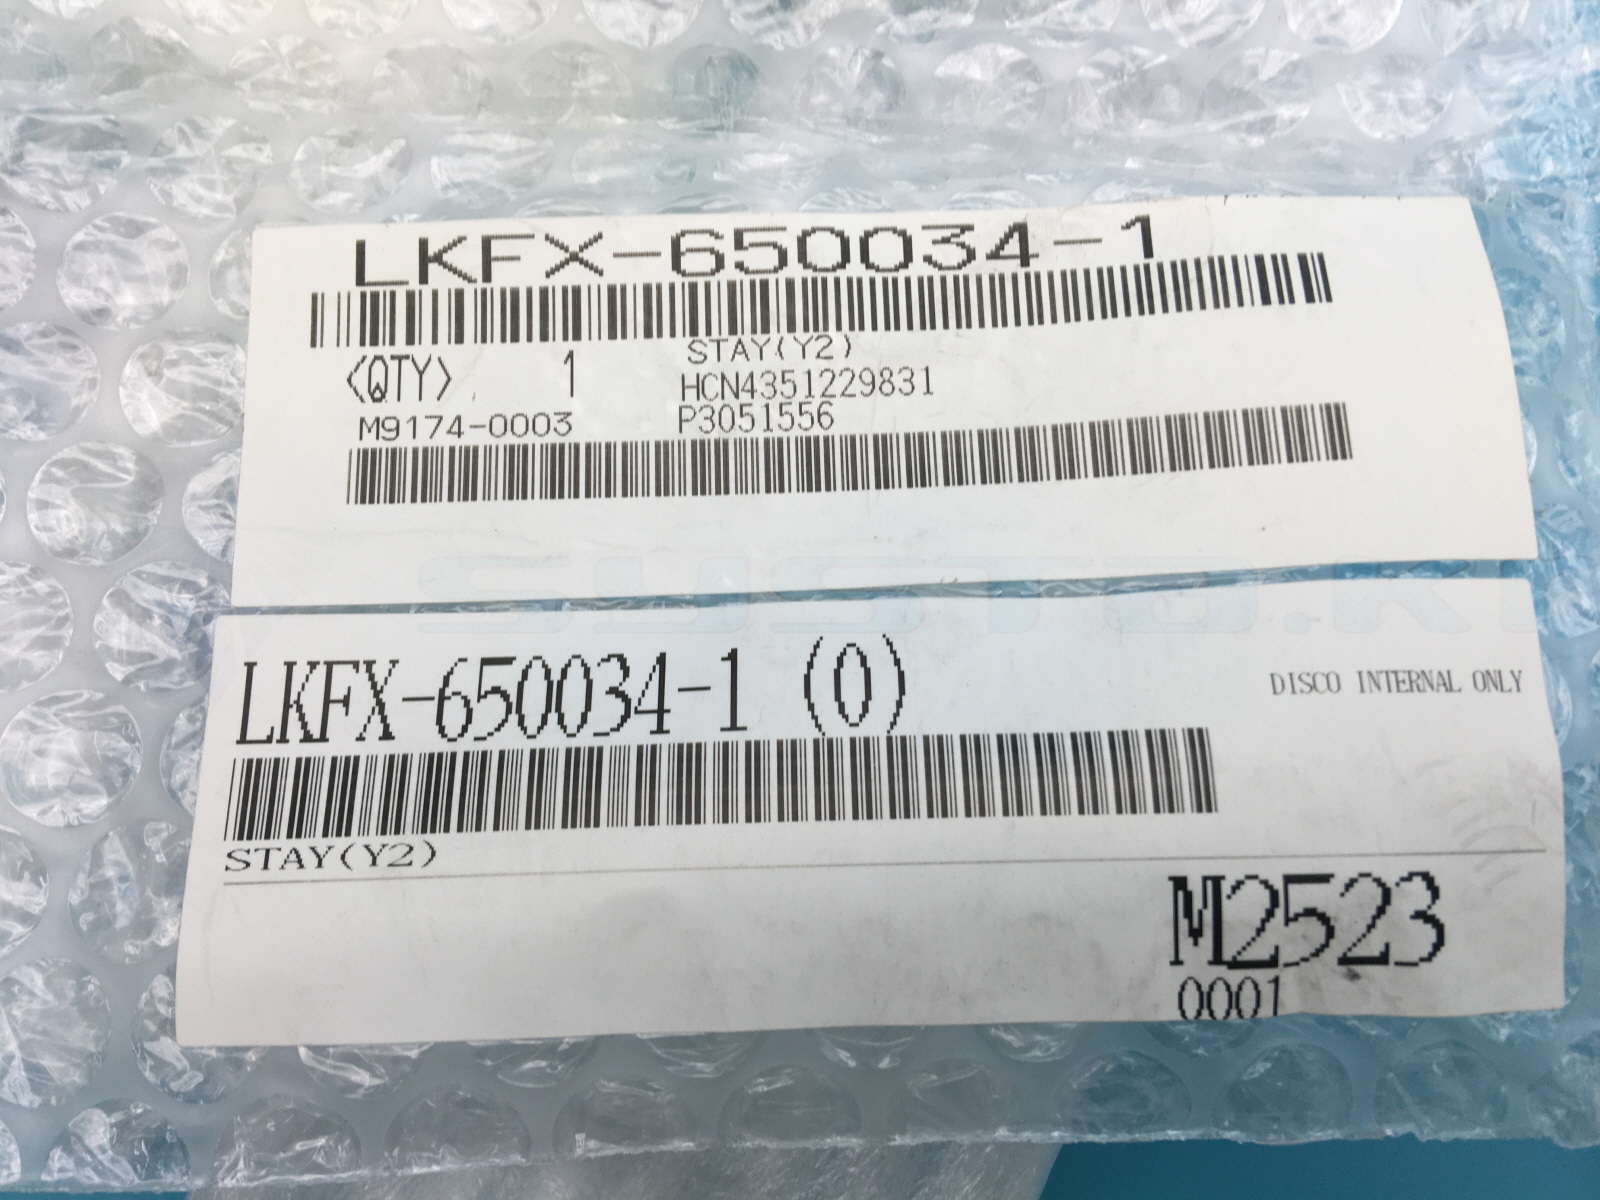 LKFX-650034-1
STAY(Y2)
<QTY> 1
HCN4351229831
M9174-0003
P3051556
LKFX-650034-1 (0)
DISCO INTERNAL ONLY
STAY(Y2)
M2523
0001